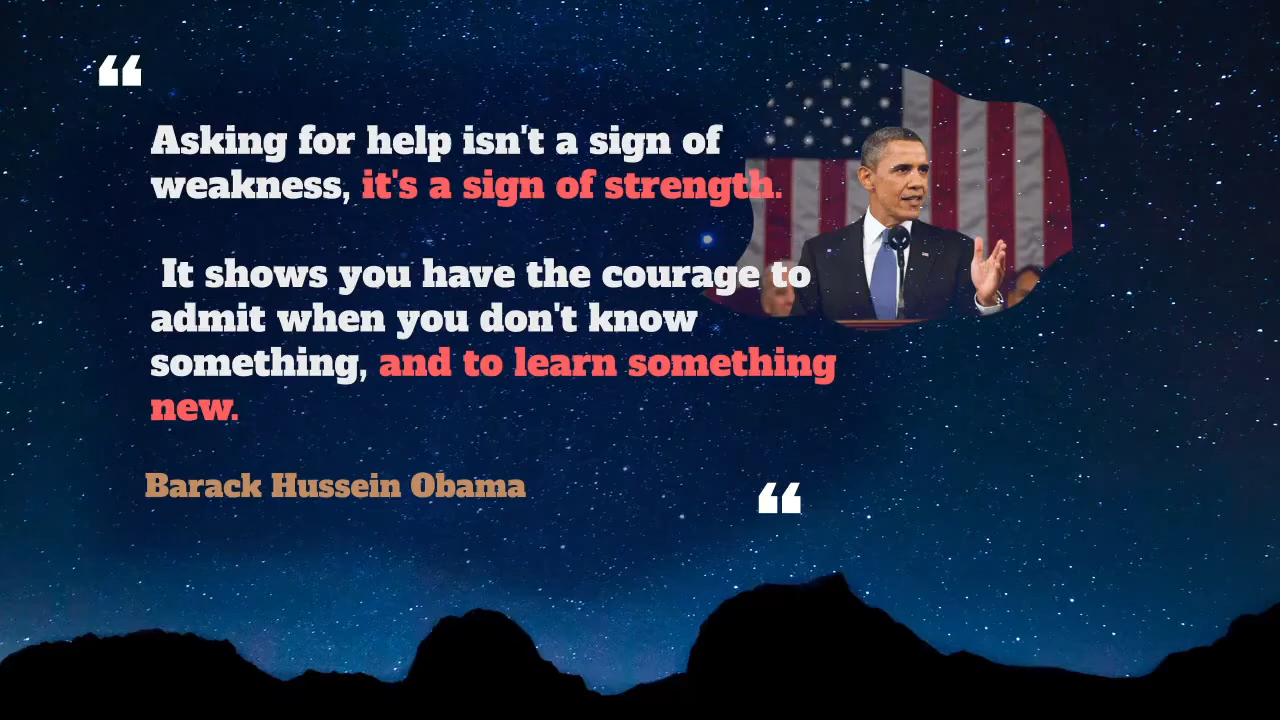 ❝
Asking for help isn't a sign of
weakness, it's a sign of strength.
It shows you have the courage to
admit when you don't know
something, and to learn something
new.
Barack Hussein Obama
❝